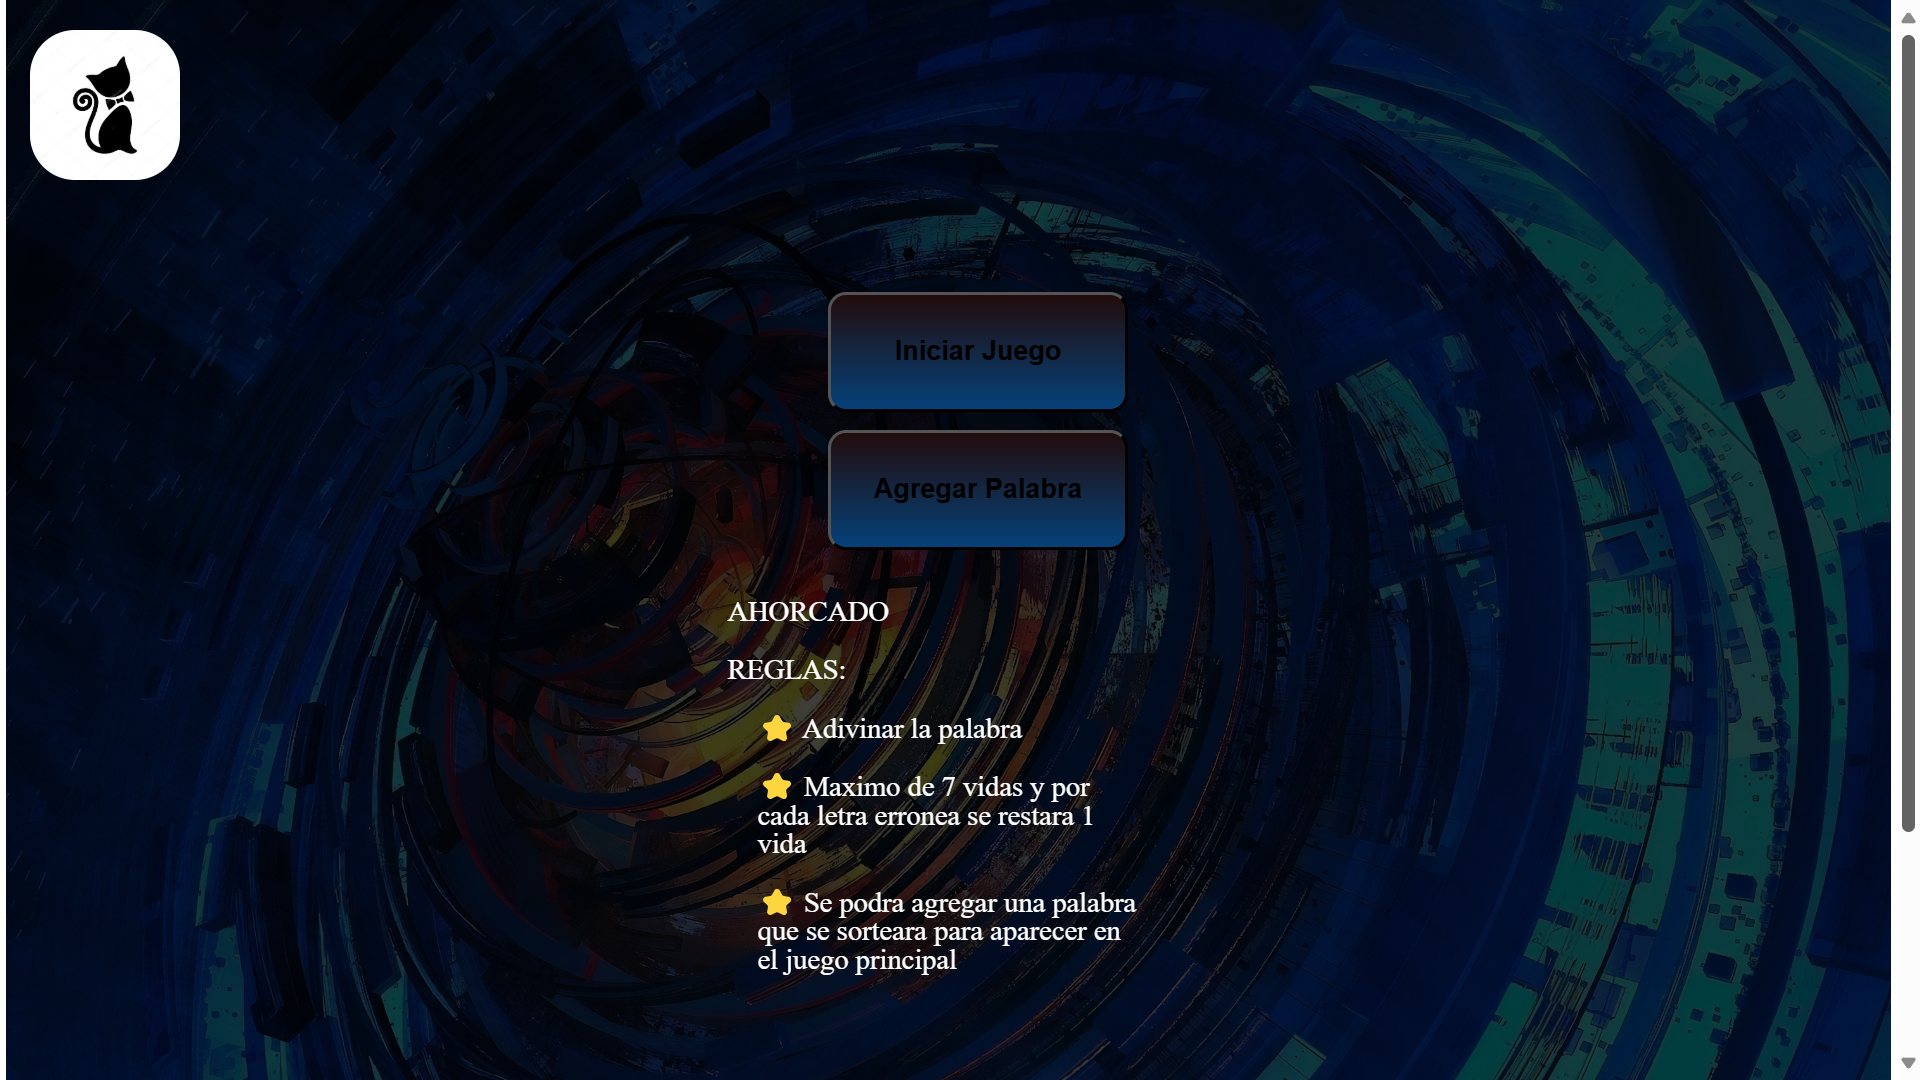 Iniciar Juego
Agregar Palabra
AHORCADO
REGLAS:
⭐ Adivinar la palabra
⭐ Maximo de 7 vidas y por
cada letra erronea se restara 1
vida
⭐ Se podra agregar una palabra
que se sorteara para aparecer en
el juego principal